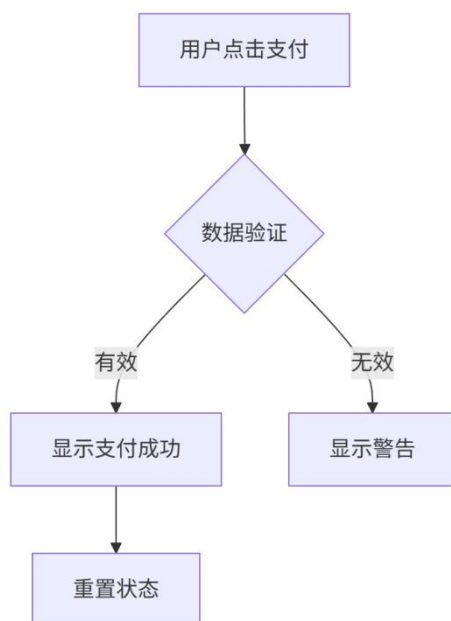 用户点击支付
数据验证
有效
无效
显示支付成功
显示警告
重置状态